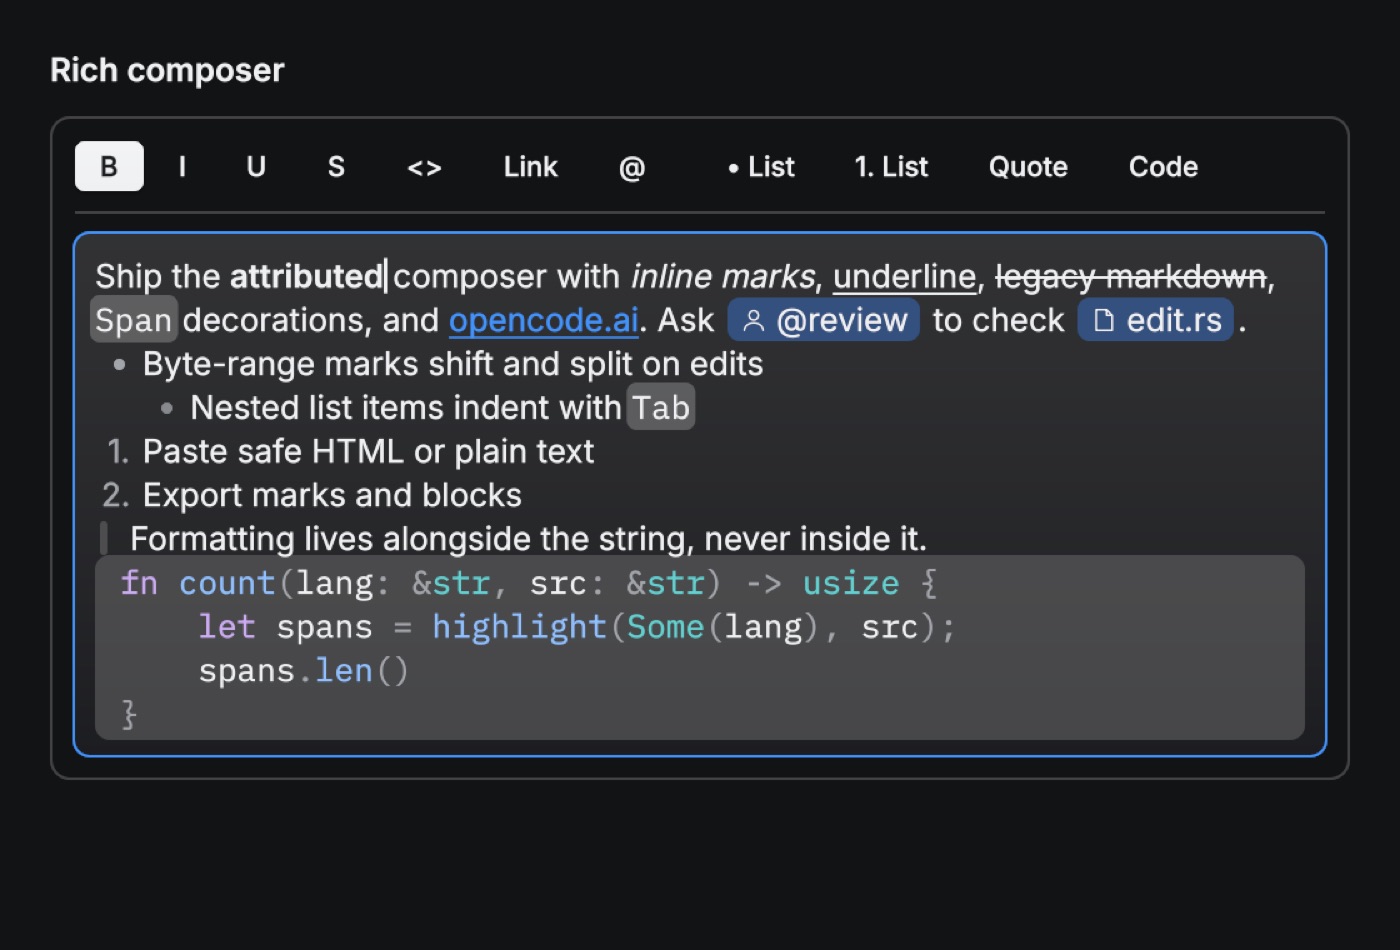 Rich composer
B I U S <> Link @ • List 1. List Quote Code
Ship the attributed composer with inline marks, underline, legacy markdown,
Span decorations, and opencode.ai. Ask @review to check edit.rs .
• Byte-range marks shift and split on edits
• Nested list items indent with Tab
1. Paste safe HTML or plain text
2. Export marks and blocks
Formatting lives alongside the string, never inside it.
fn count(lang: &str, src: &str) -> usize {
    let spans = highlight(Some(lang), src);
    spans.len()
}